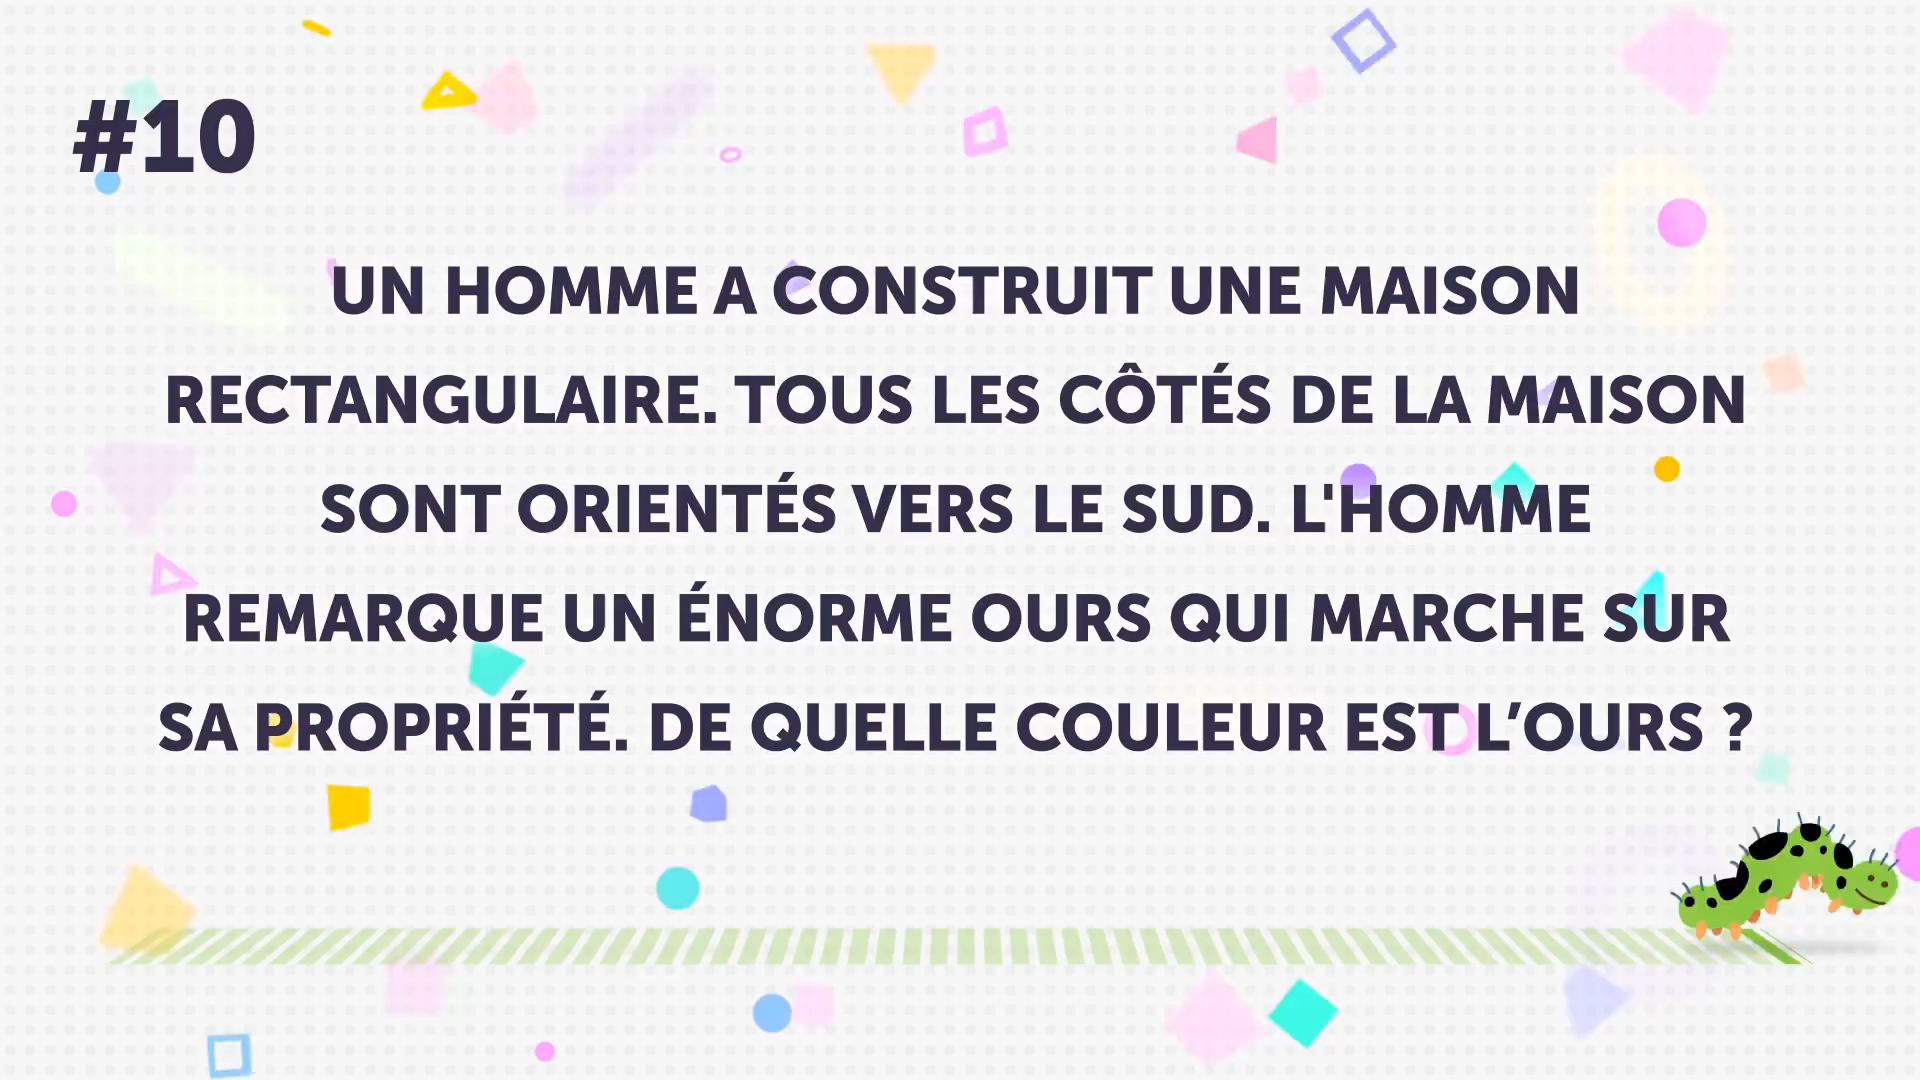 #10
UN HOMME A CONSTRUIT UNE MAISON
RECTANGULAIRE. TOUS LES CÔTÉS DE LA MAISON
SONT ORIENTÉS VERS LE SUD. L'HOMME
REMARQUE UN ÉNORME OURS QUI MARCHE SUR
SA PROPRIÉTÉ. DE QUELLE COULEUR EST L’OURS ?